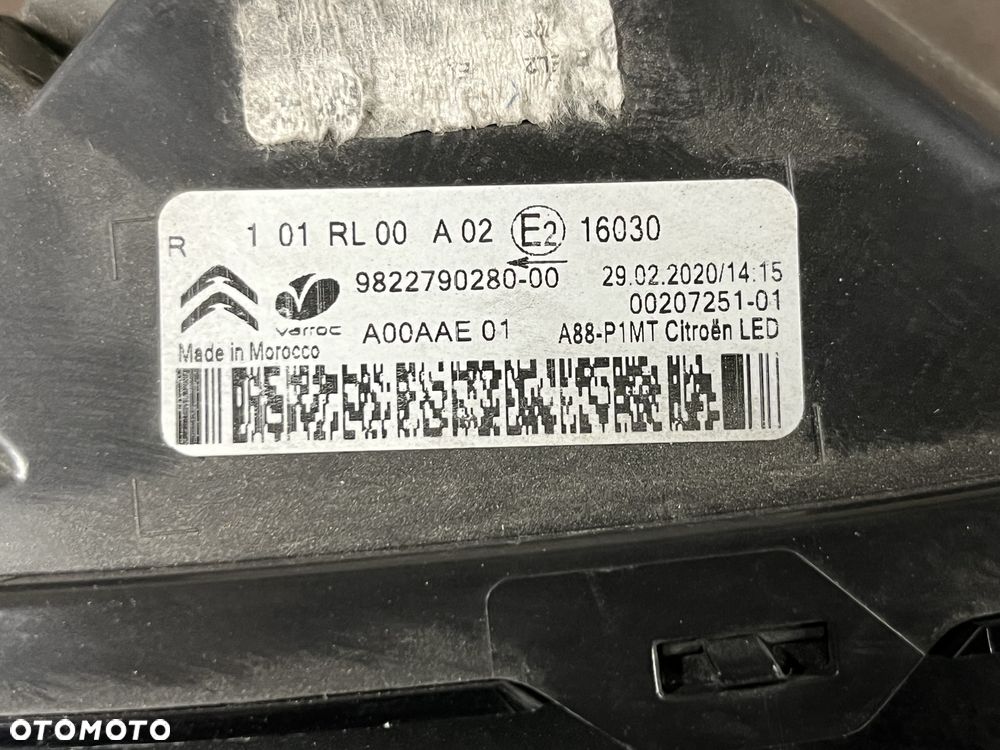 R 1 01 RL 00 A 02 E2 16030
9822790280-00 29.02.2020/14:15
00207251-01
varroc A00AAE 01 A88-P1MT Citroën LED
Made in Morocco
OTOMOTO